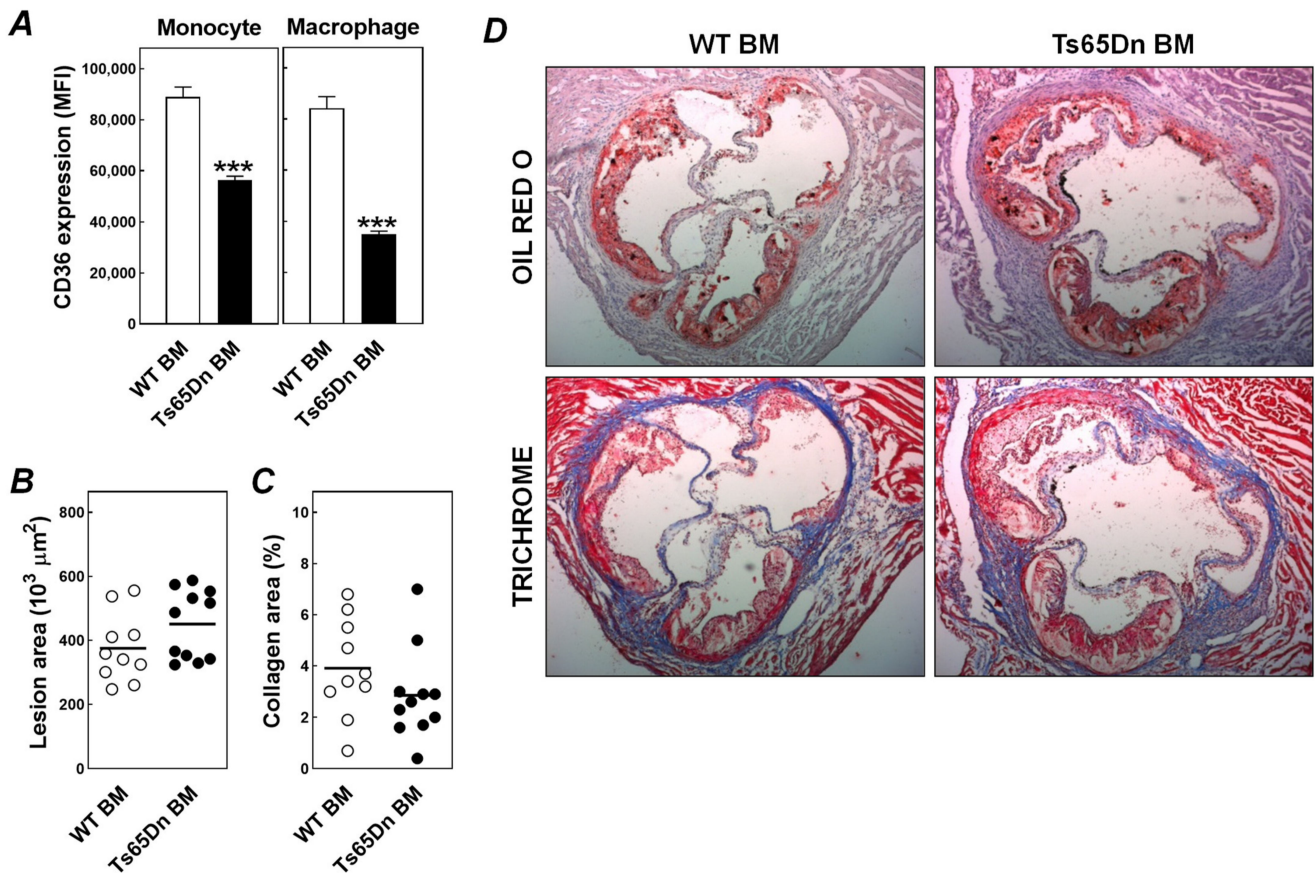 A
Monocyte
Macrophage
CD36 expression (MFI)
100,000
80,000
60,000
40,000
20,000
0
***
***
WT BM
Ts65Dn BM
WT BM
Ts65Dn BM
B
Lesion area (10³ µm²)
800
600
400
200
0
WT BM
Ts65Dn BM
C
Collagen area (%)
10
8
6
4
2
0
WT BM
Ts65Dn BM
D
WT BM
Ts65Dn BM
OIL RED O
TRICHROME